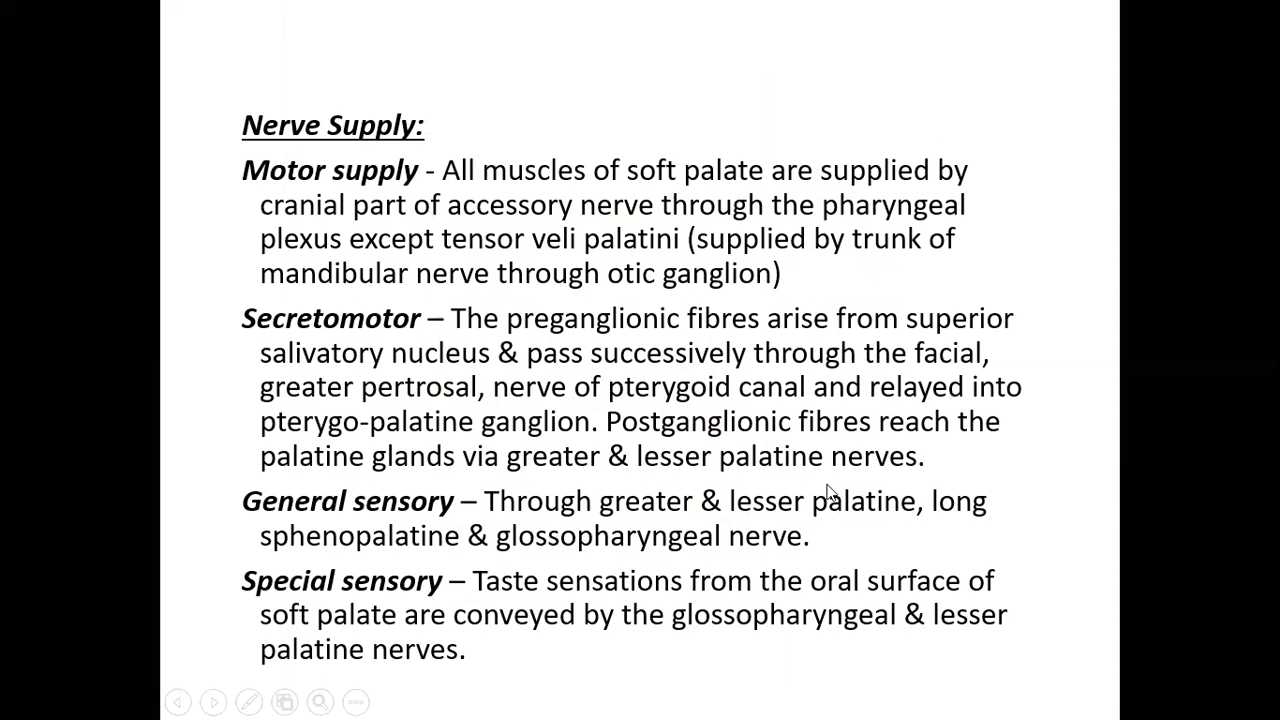 Nerve Supply:
Motor supply - All muscles of soft palate are supplied by
cranial part of accessory nerve through the pharyngeal
plexus except tensor veli palatini (supplied by trunk of
mandibular nerve through otic ganglion)
Secretomotor – The preganglionic fibres arise from superior
salivatory nucleus & pass successively through the facial,
greater pertrosal, nerve of pterygoid canal and relayed into
pterygo-palatine ganglion. Postganglionic fibres reach the
palatine glands via greater & lesser palatine nerves.
General sensory – Through greater & lesser palatine, long
sphenopalatine & glossopharyngeal nerve.
Special sensory – Taste sensations from the oral surface of
soft palate are conveyed by the glossopharyngeal & lesser
palatine nerves.